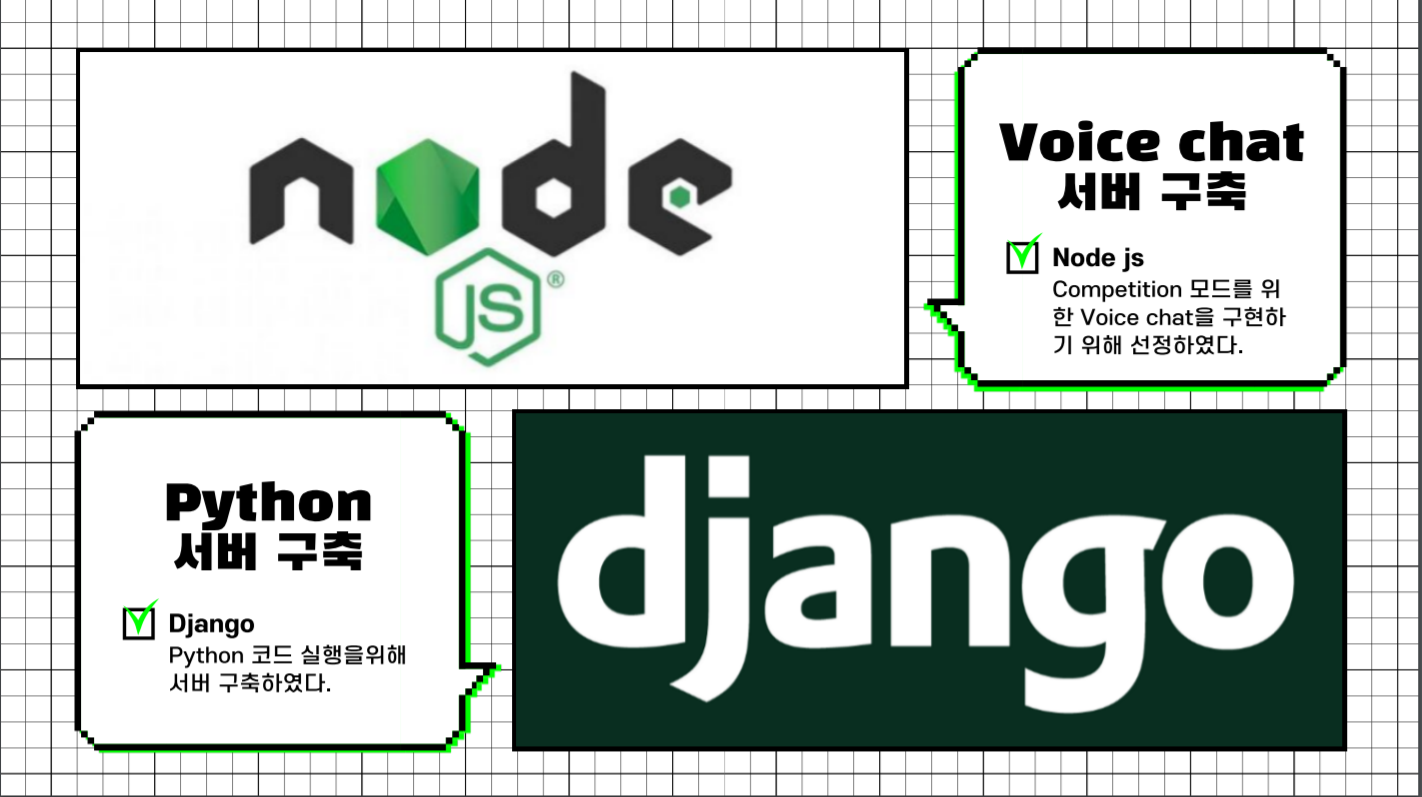 node
JS®
Voice chat
서버 구축
Node js
Competition 모드를 위
한 Voice chat을 구현하
기 위해 선정하였다.
Python
서버 구축
Django
Python 코드 실행을위해
서버 구축하였다.
django